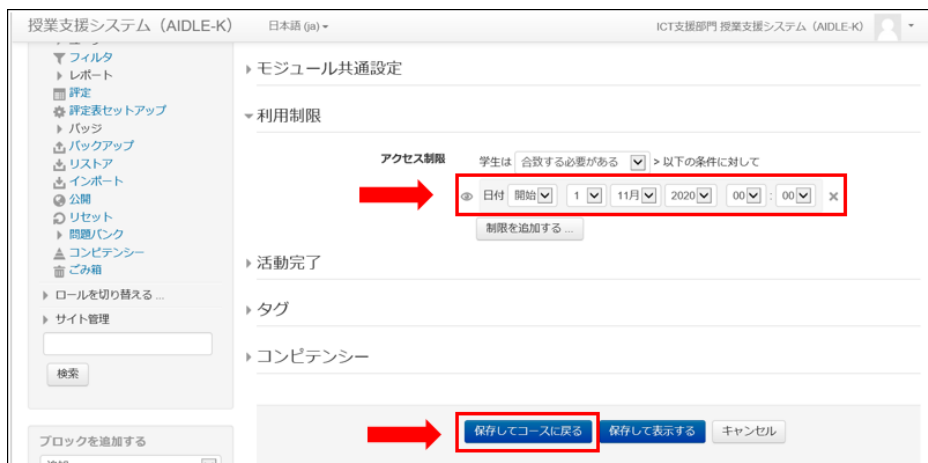 授業支援システム（AIDLE-K）
日本語 (ja)
ICT支援部門 授業支援システム（AIDLE-K）
フィルタ
レポート
評定
評定表セットアップ
バッジ
バックアップ
リストア
インポート
公開
リセット
問題バンク
コンピテンシー
ごみ箱
ロールを切り替える ...
サイト管理
検索
ブロックを追加する
モジュール共通設定
利用制限
アクセス制限 学生は 合致する必要がある > 以下の条件に対して
日付 開始 1 11月 2020 00 : 00
制限を追加する ...
活動完了
タグ
コンピテンシー
保存してコースに戻る 保存して表示する キャンセル